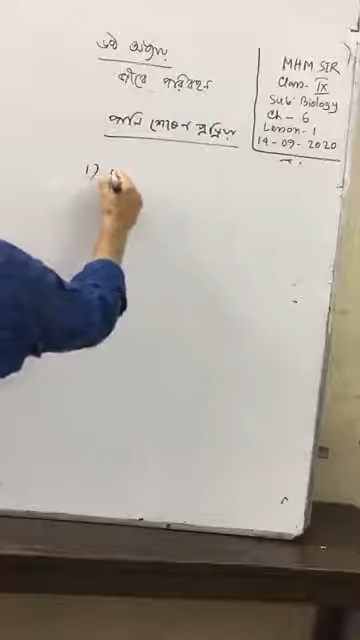 ৬ষ্ঠ অধ্যায়
জীবে পরিবহন
পানি শোষণ প্রক্রিয়া
১)
MHM SIR
Class- IX
Sub: Biology
Ch - 6
Lesson - 1
14 - 09 - 2020